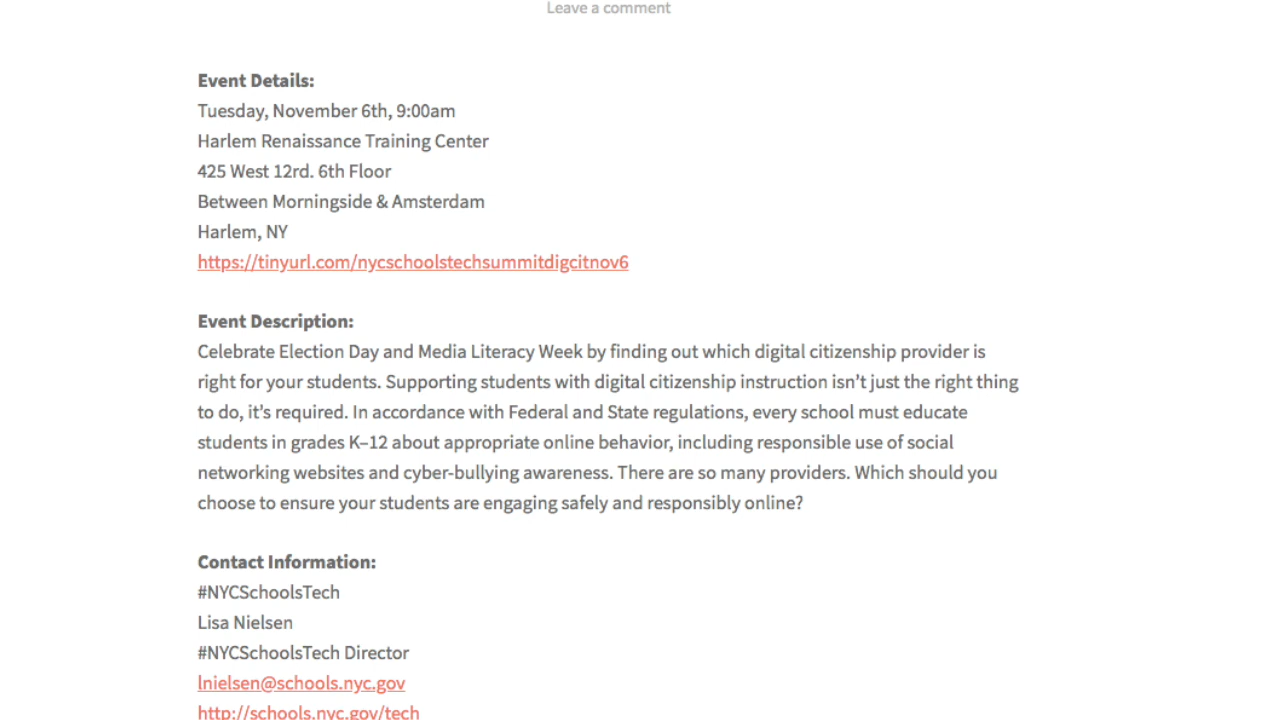 Leave a comment
Event Details:
Tuesday, November 6th, 9:00am
Harlem Renaissance Training Center
425 West 12rd. 6th Floor
Between Morningside & Amsterdam
Harlem, NY
https://tinyurl.com/nycschoolstechsummitdigcitnov6
Event Description:
Celebrate Election Day and Media Literacy Week by finding out which digital citizenship provider is
right for your students. Supporting students with digital citizenship instruction isn’t just the right thing
to do, it’s required. In accordance with Federal and State regulations, every school must educate
students in grades K–12 about appropriate online behavior, including responsible use of social
networking websites and cyber-bullying awareness. There are so many providers. Which should you
choose to ensure your students are engaging safely and responsibly online?
Contact Information:
#NYCSchoolsTech
Lisa Nielsen
#NYCSchoolsTech Director
lnielsen@schools.nyc.gov
http://schools.nyc.gov/tech